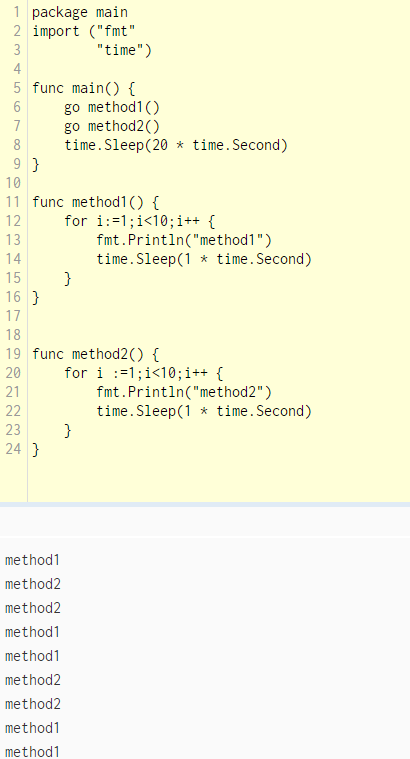 1 package main
2 import ("fmt"
3         "time")
4
5 func main() {
6     go method1()
7     go method2()
8     time.Sleep(20 * time.Second)
9 }
10
11 func method1() {
12     for i:=1;i<10;i++ {
13         fmt.Println("method1")
14         time.Sleep(1 * time.Second)
15     }
16 }
17
18
19 func method2() {
20     for i :=1;i<10;i++ {
21         fmt.Println("method2")
22         time.Sleep(1 * time.Second)
23     }
24 }
method1
method2
method2
method1
method1
method2
method2
method1
method1